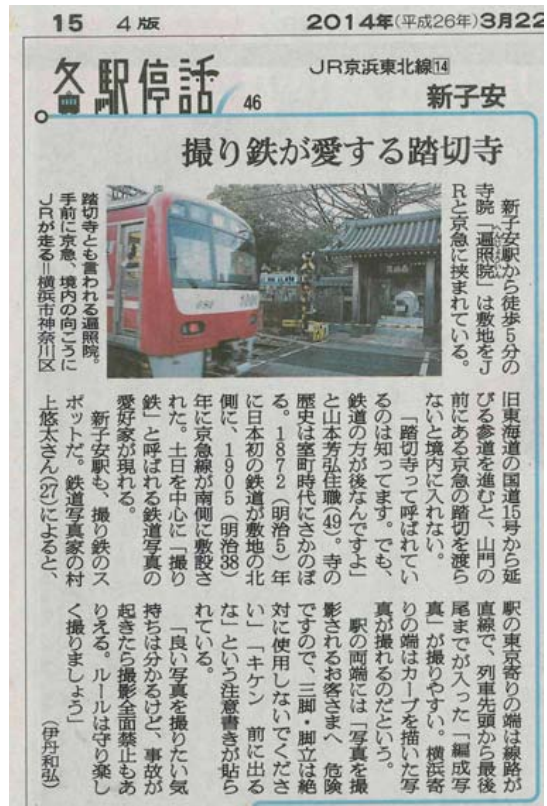 15 4版 2014年(平成26年)3月22
各駅停話 46
JR京浜東北線14
新子安
撮り鉄が愛する踏切寺
新子安駅から徒歩5分の
寺院「遍照院」は敷地をJ
へんしょういん
Rと京急に挟まれている。
踏切寺とも言われる遍照院。
手前に京急、境内の向こうに
JRが走る=横浜市神奈川区
旧東海道の国道15号から延
びる参道を進むと、山門の
前にある京急の踏切を渡ら
ないと境内に入れない。
「踏切寺って呼ばれてい
るのは知ってます。でも、
鉄道の方が後なんですよ」
と山本芳弘住職(49)。寺の
歴史は室町時代にさかのぼ
る。1872(明治5)年
に日本初の鉄道が敷地の北
側に、1905(明治38)
年に京急線が南側に敷設さ
れた。土日を中心に「撮り
鉄」と呼ばれる鉄道写真の
愛好家が現れる。
新子安駅も、撮り鉄のス
ポットだ。鉄道写真家の村
上悠太さん(27)によると、
駅の東京寄りの端は線路が
直線で、列車先頭から最後
尾までが入った「編成写
真」が撮りやすい。横浜寄
りの端はカーブを描いた写
真が撮れるのだという。
駅の両端には「写真を撮
影されるお客さまへ 危険
ですので、三脚・脚立は絶
対に使用しないでくださ
い」「キケン 前に出る
な」という注意書きが貼ら
れている。
「良い写真を撮りたい気
持ちは分かるけど、事故が
起きたら撮影全面禁止もあ
りえる。ルールは守り楽し
く撮りましょう」
(伊丹和弘)